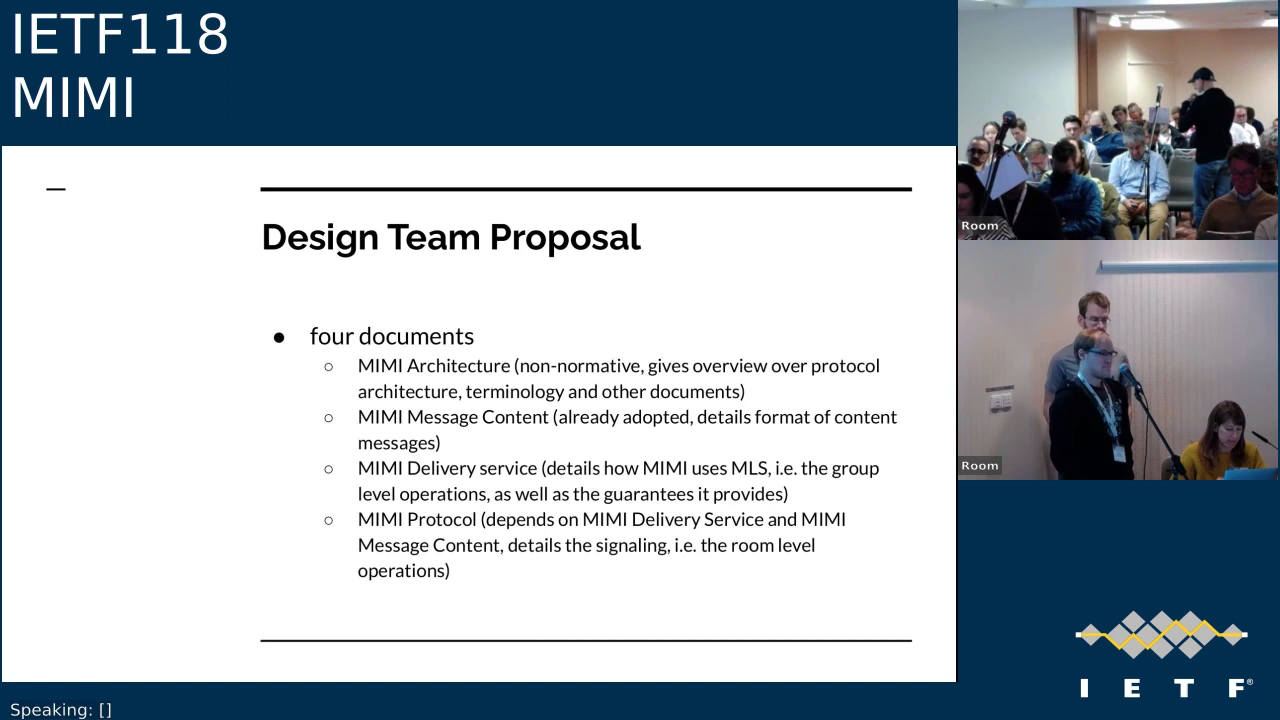 IETF118
MIMI
Design Team Proposal
● four documents
○ MIMI Architecture (non-normative, gives overview over protocol
architecture, terminology and other documents)
○ MIMI Message Content (already adopted, details format of content
messages)
○ MIMI Delivery service (details how MIMI uses MLS, i.e. the group
level operations, as well as the guarantees it provides)
○ MIMI Protocol (depends on MIMI Delivery Service and MIMI
Message Content, details the signaling, i.e. the room level
operations)
Room
Room
I E T F®
Speaking: []